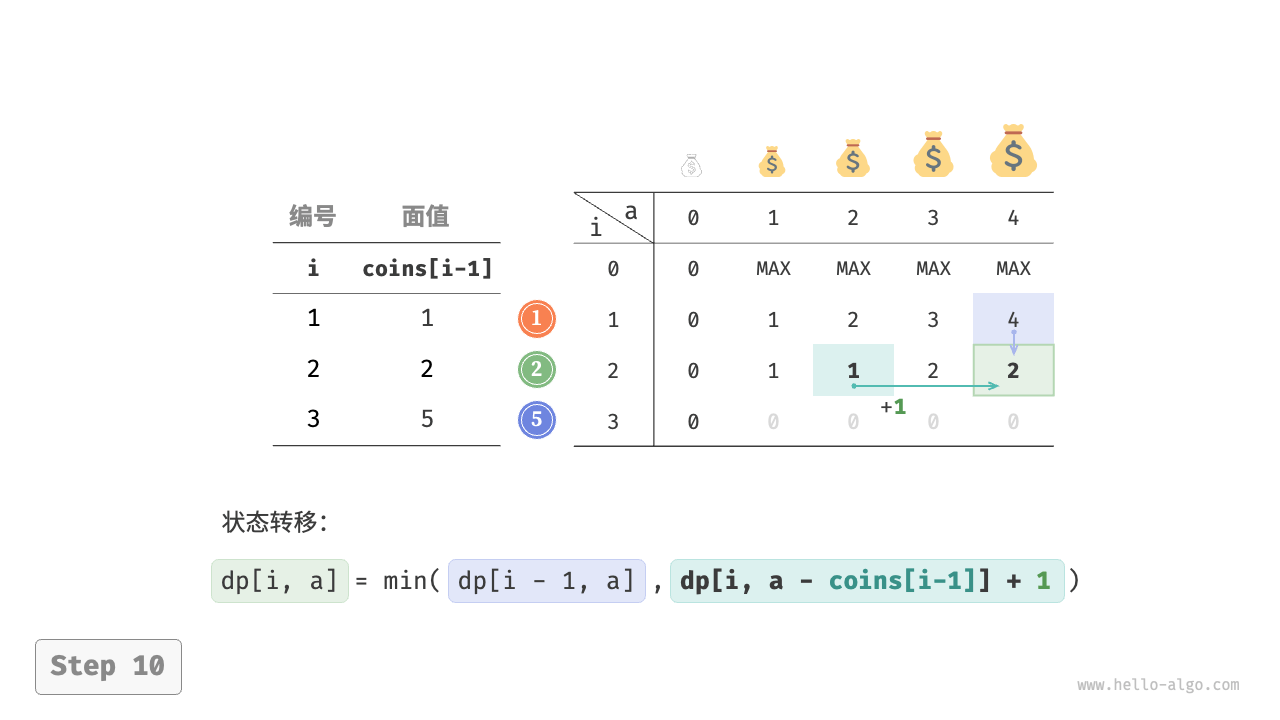 编号 面值
i coins[i-1]
1 1
2 2
3 5
1
2
5
$ $ $ $ $
a
i
0 1 2 3 4
0 0 MAX MAX MAX MAX
1 0 1 2 3 4
2 0 1 1 2 2
+1
3 0 0 0 0 0
状态转移：
dp[i, a] = min( dp[i - 1, a] , dp[i, a - coins[i-1]] + 1 )
Step 10
www.hello-algo.com